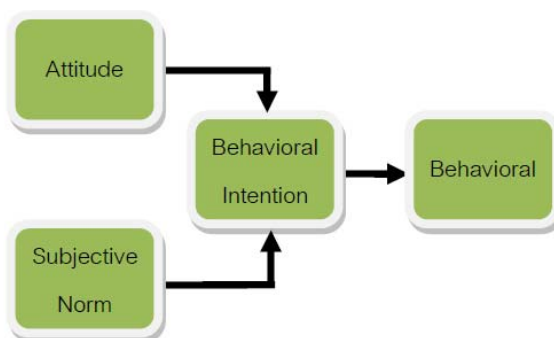 Attitude
Behavioral
Intention
Behavioral
Subjective
Norm